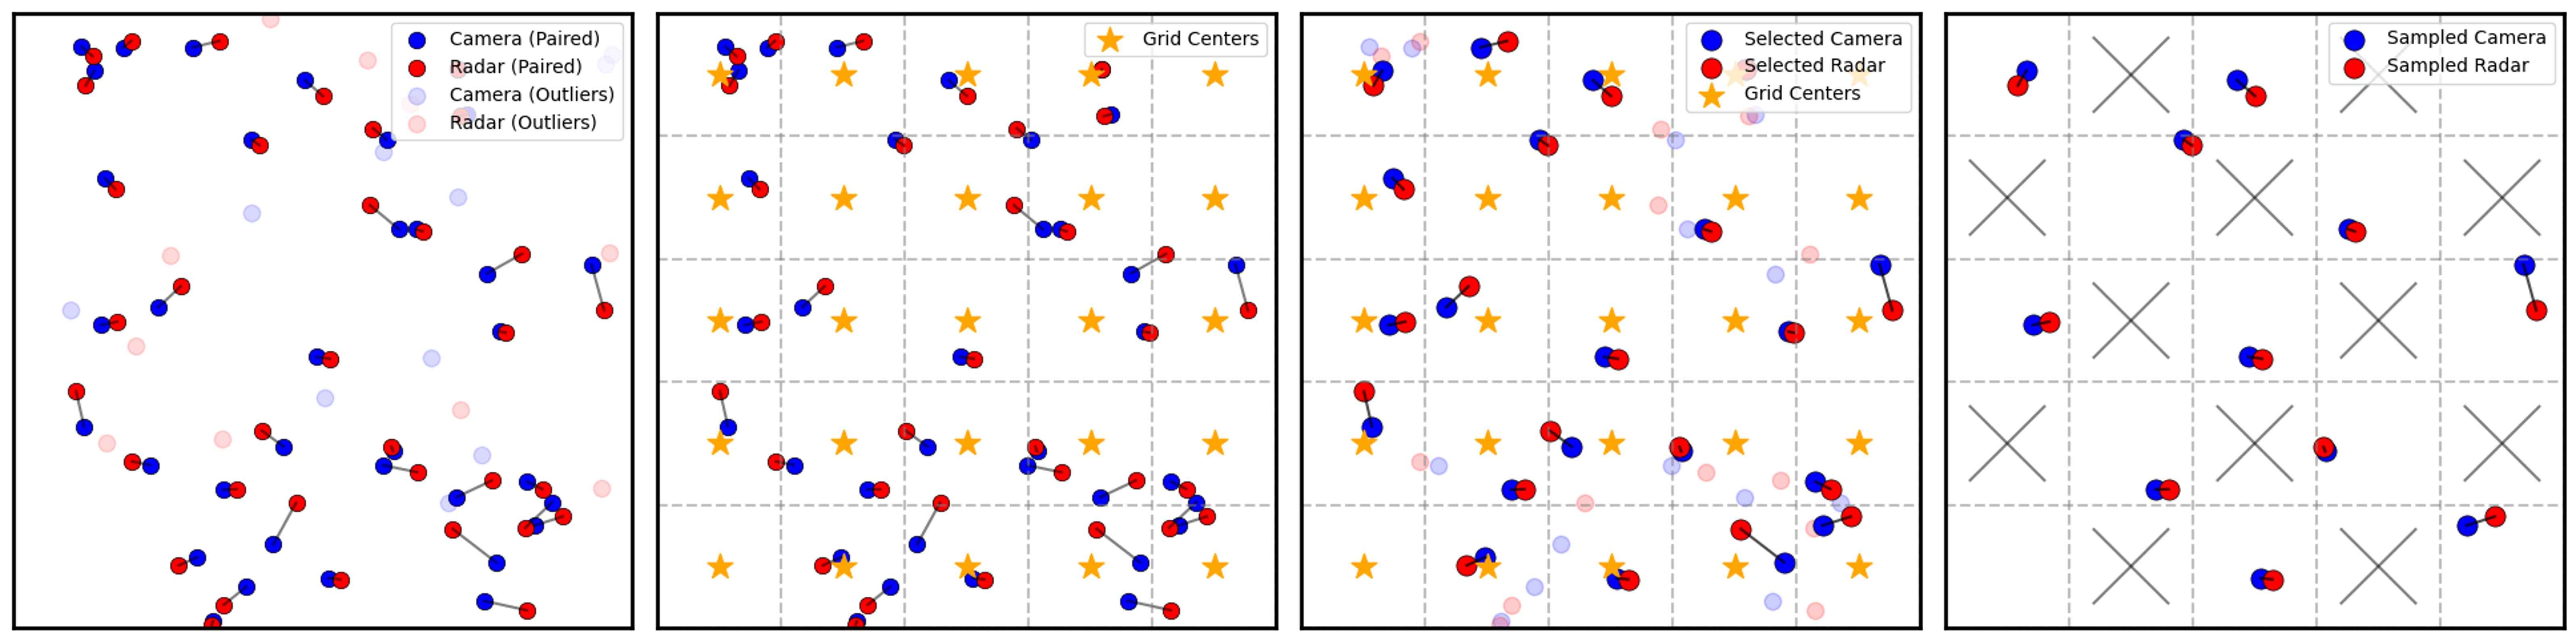 Camera (Paired)
Radar (Paired)
Camera (Outliers)
Radar (Outliers)
Grid Centers
Selected Camera
Selected Radar
Grid Centers
Sampled Camera
Sampled Radar